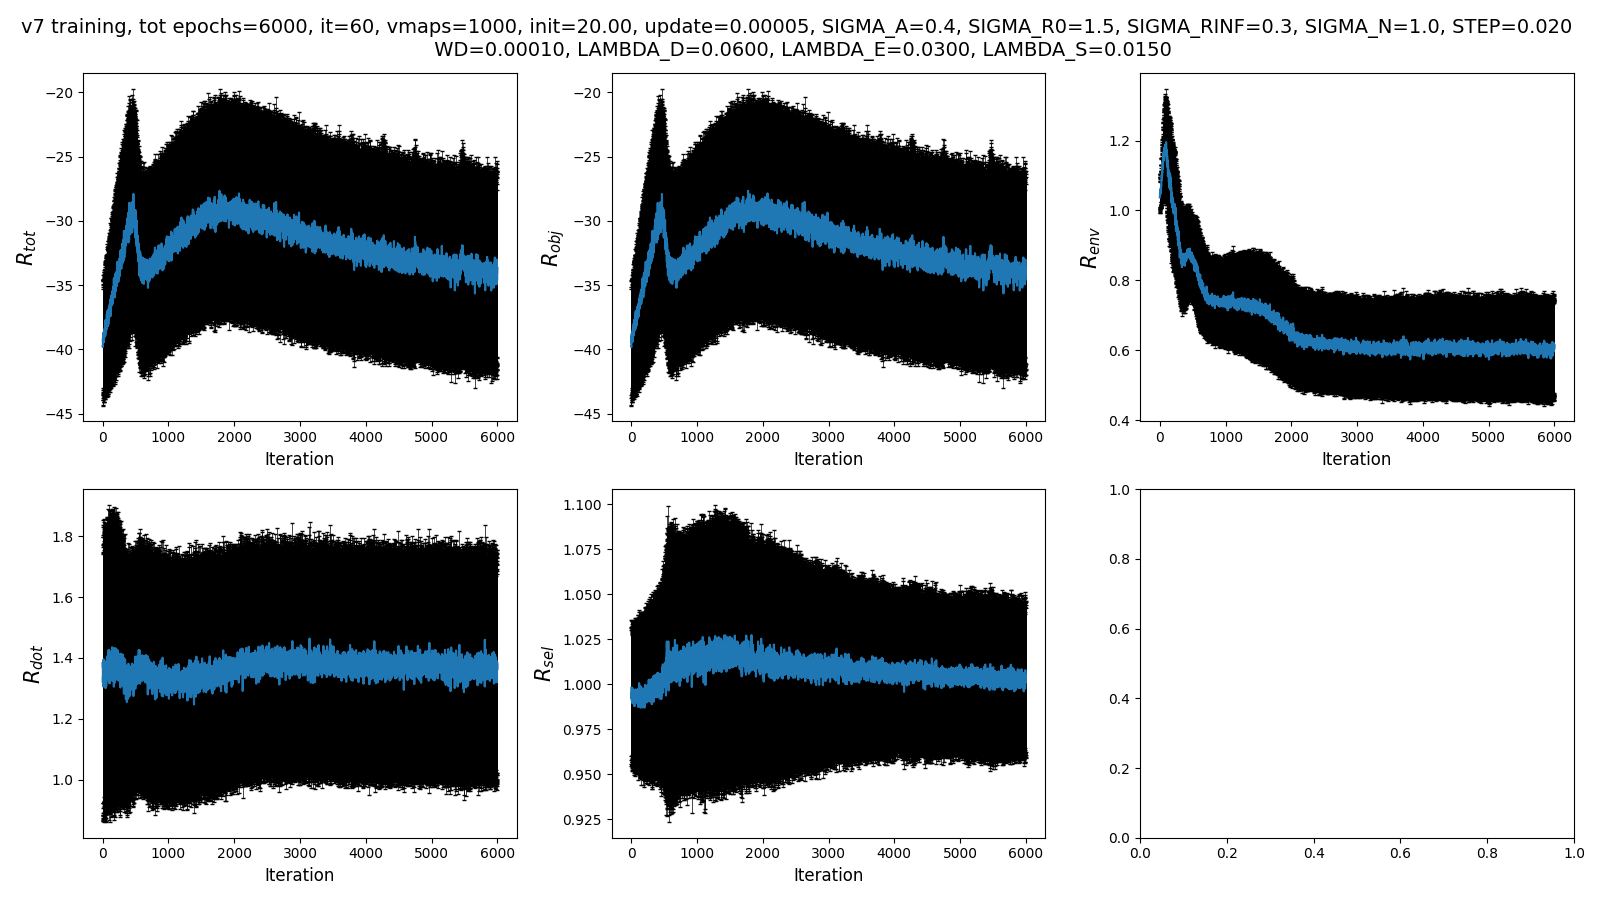 v7 training, tot epochs=6000, it=60, vmaps=1000, init=20.00, update=0.00005, SIGMA_A=0.4, SIGMA_R0=1.5, SIGMA_RINF=0.3, SIGMA_N=1.0, STEP=0.020
WD=0.00010, LAMBDA_D=0.0600, LAMBDA_E=0.0300, LAMBDA_S=0.0150
R_tot
−20
−25
−30
−35
−40
−45
0 1000 2000 3000 4000 5000 6000
Iteration
R_obj
−20
−25
−30
−35
−40
−45
0 1000 2000 3000 4000 5000 6000
Iteration
R_env
1.2
1.0
0.8
0.6
0.4
0 1000 2000 3000 4000 5000 6000
Iteration
R_dot
1.8
1.6
1.4
1.2
1.0
0 1000 2000 3000 4000 5000 6000
Iteration
R_sel
1.100
1.075
1.050
1.025
1.000
0.975
0.950
0.925
0 1000 2000 3000 4000 5000 6000
Iteration
1.0
0.8
0.6
0.4
0.2
0.0
0.0 0.2 0.4 0.6 0.8 1.0